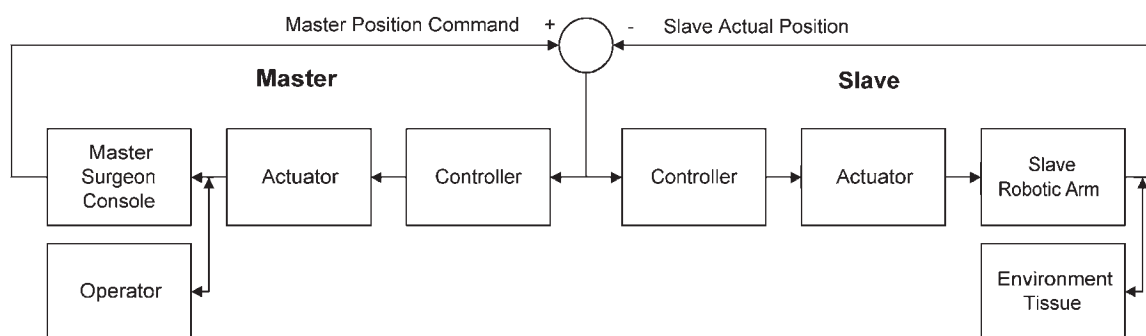 Master Position Command + - Slave Actual Position
Master Slave
Master
Surgeon
Console
Actuator
Controller
Controller
Actuator
Slave
Robotic Arm
Operator
Environment
Tissue